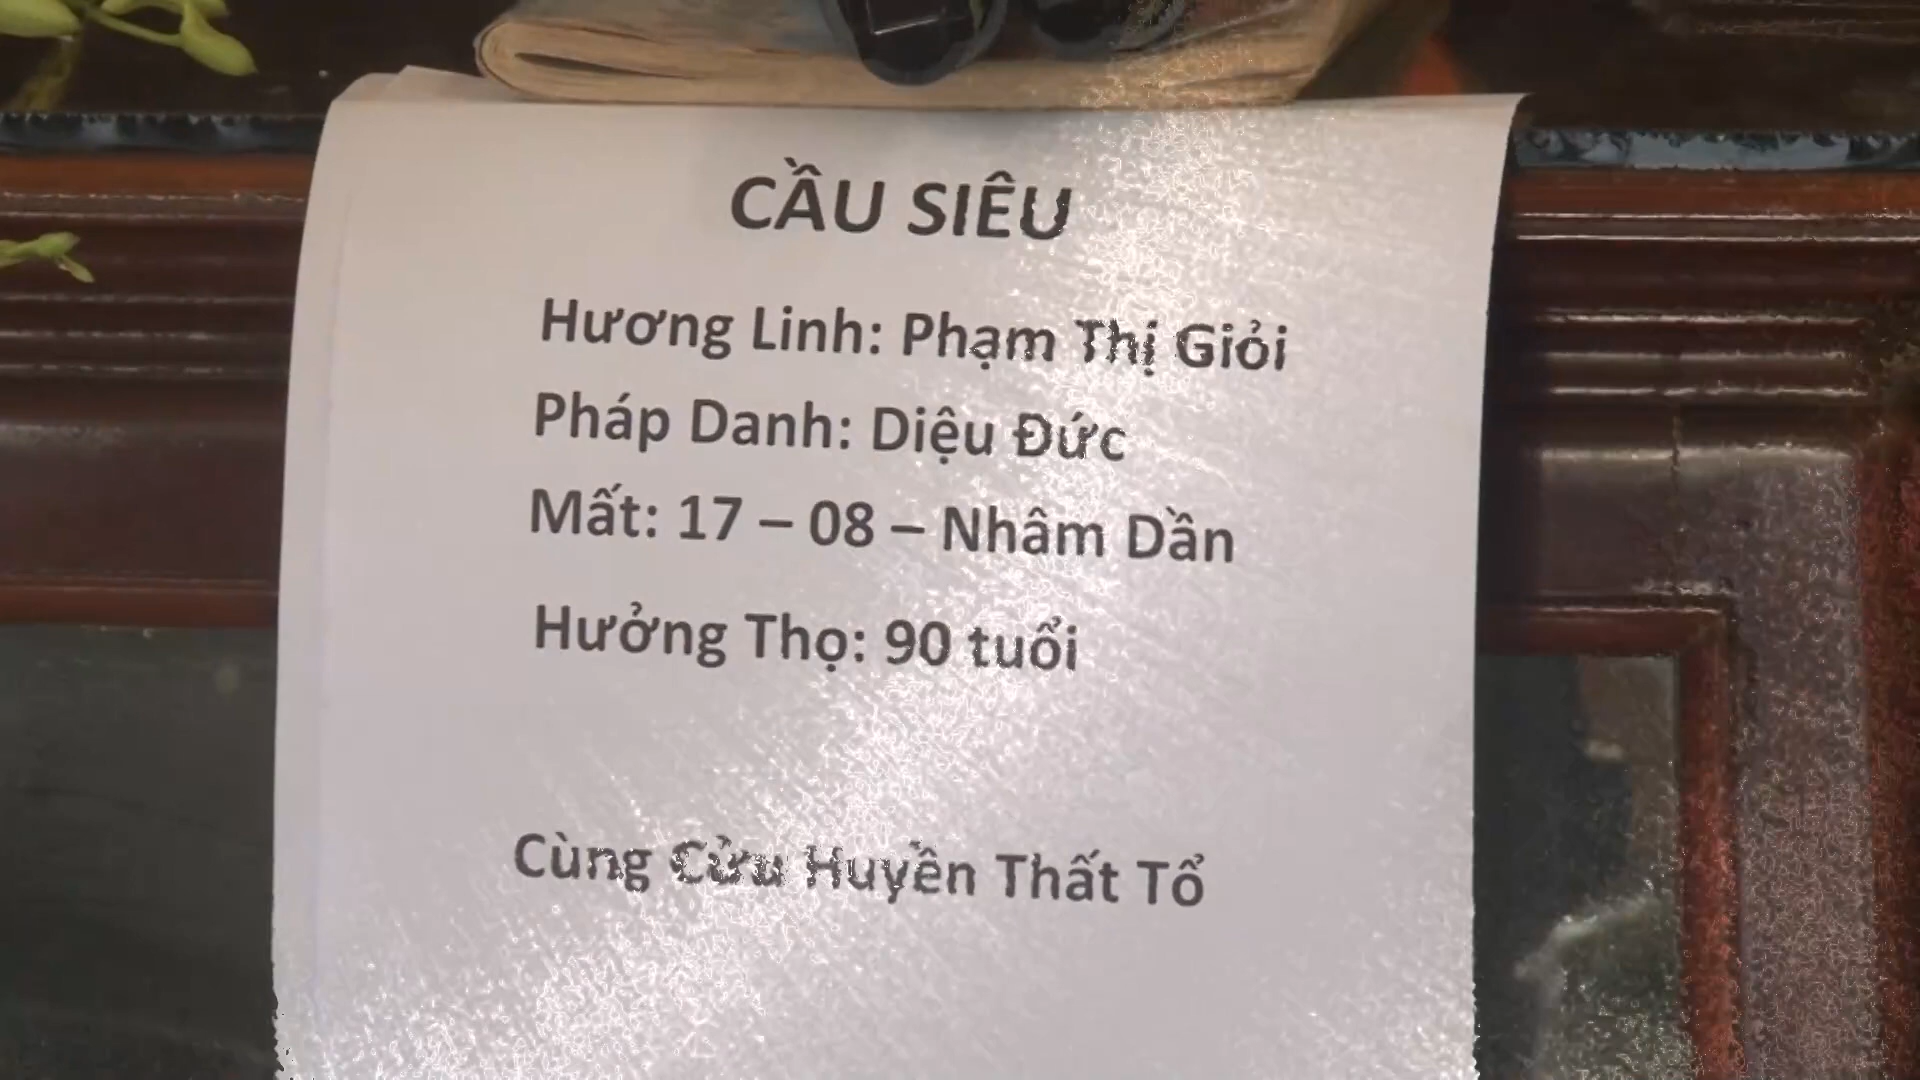 CẦU SIÊU
Hương Linh: Phạm Thị Giỏi
Pháp Danh: Diệu Đức
Mất: 17 – 08 – Nhâm Dần
Hưởng Thọ: 90 tuổi
Cùng Cửu Huyền Thất Tổ